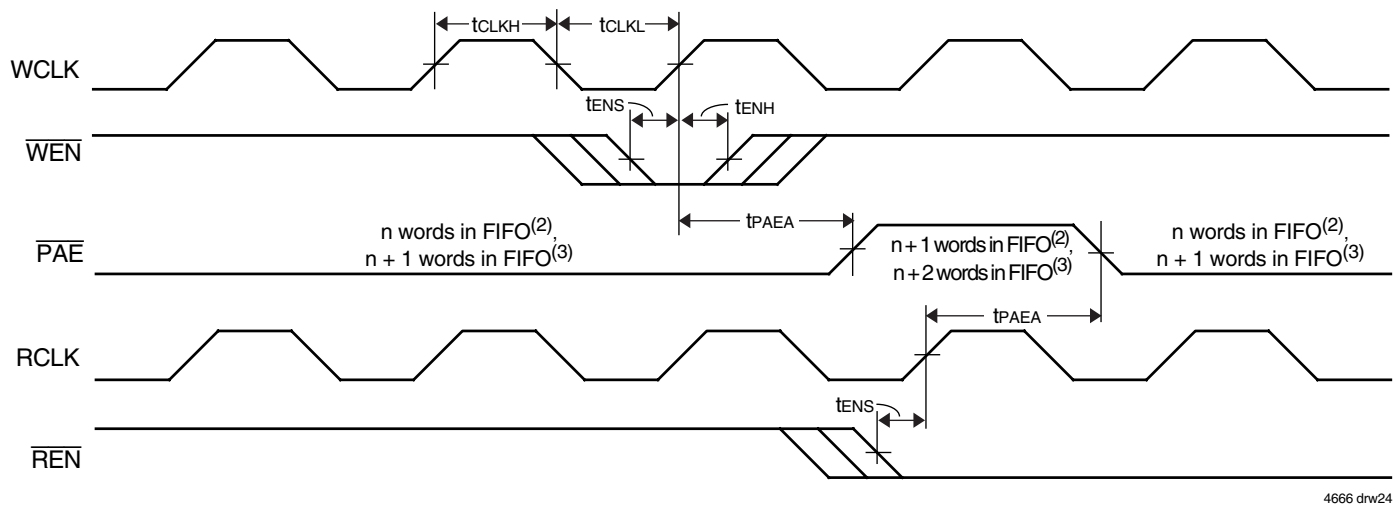 tCLKH
tCLKL
WCLK
tENS
tENH
WEN
tPAEA
PAE
n words in FIFO(2),
n + 1 words in FIFO(3)
n + 1 words in FIFO(2),
n + 2 words in FIFO(3)
n words in FIFO(2),
n + 1 words in FIFO(3)
tPAEA
RCLK
tENS
REN
4666 drw24